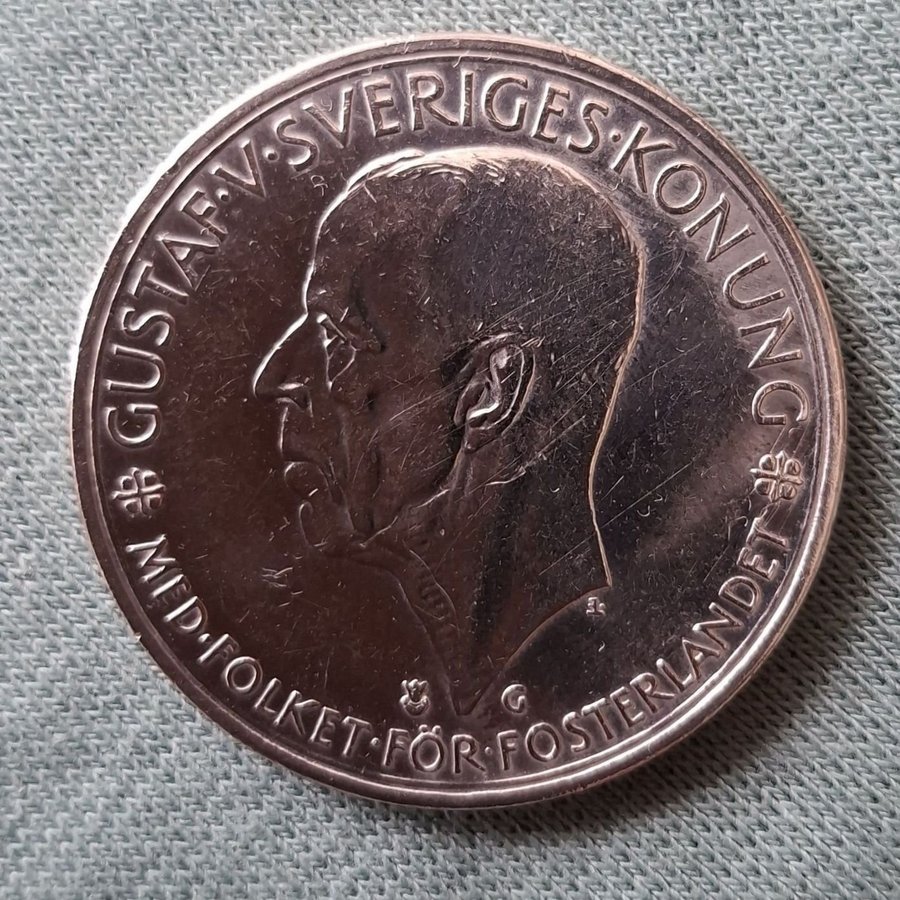 GUSTAF·V·SVERIGES·KONUNG
MED·FOLKET·FÖR·FOSTERLANDET
G